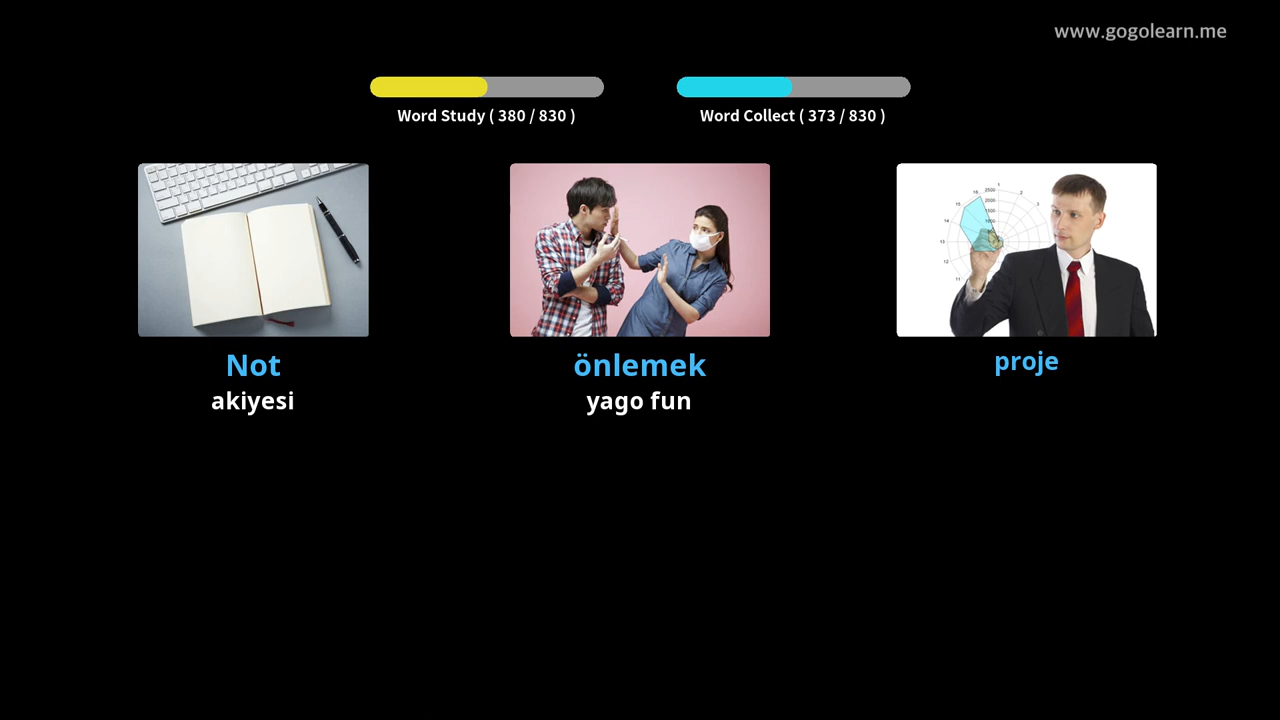 www.gogolearn.me
Word Study ( 380 / 830 )
Word Collect ( 373 / 830 )
Not
akiyesi
önlemek
yago fun
proje